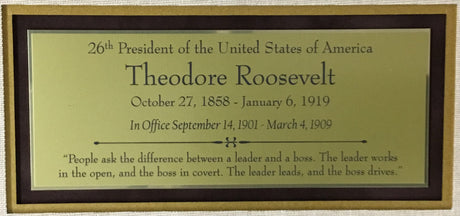 26th President of the United States of America
Theodore Roosevelt
October 27, 1858 - January 6, 1919
In Office September 14, 1901 - March 4, 1909
“People ask the difference between a leader and a boss. The leader works
in the open, and the boss in covert. The leader leads, and the boss drives.”